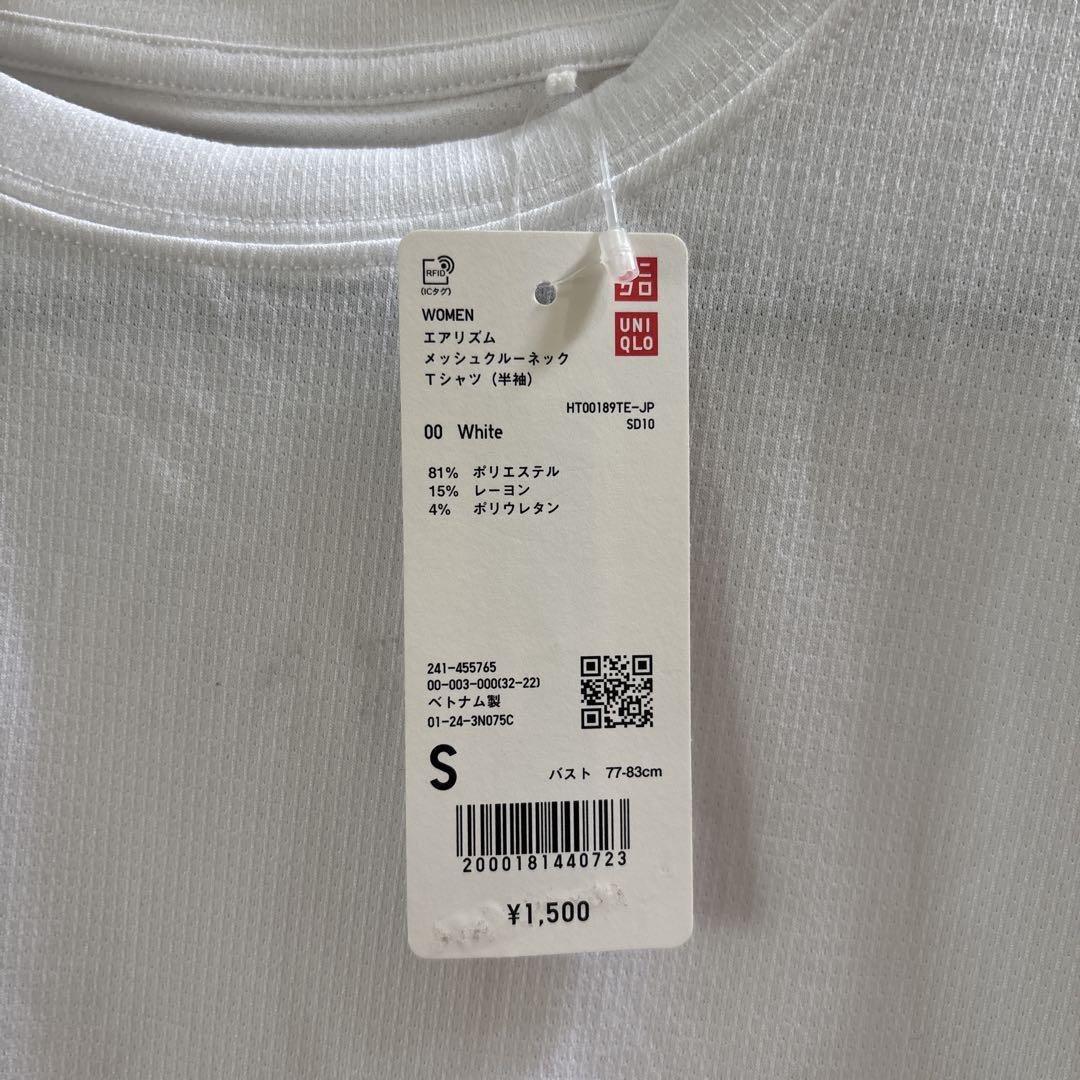 RFID
(ICタグ)
WOMEN
エアリズム
メッシュクルーネック
Tシャツ(半袖)
UNI
QLO
HT00189TE-JP
SD10
00 White
81% ポリエステル
15% レーヨン
4% ポリウレタン
241-455765
00-003-000(32-22)
ベトナム製
01-24-3N075C
S
バスト 77-83cm
2000181440723
¥1,500